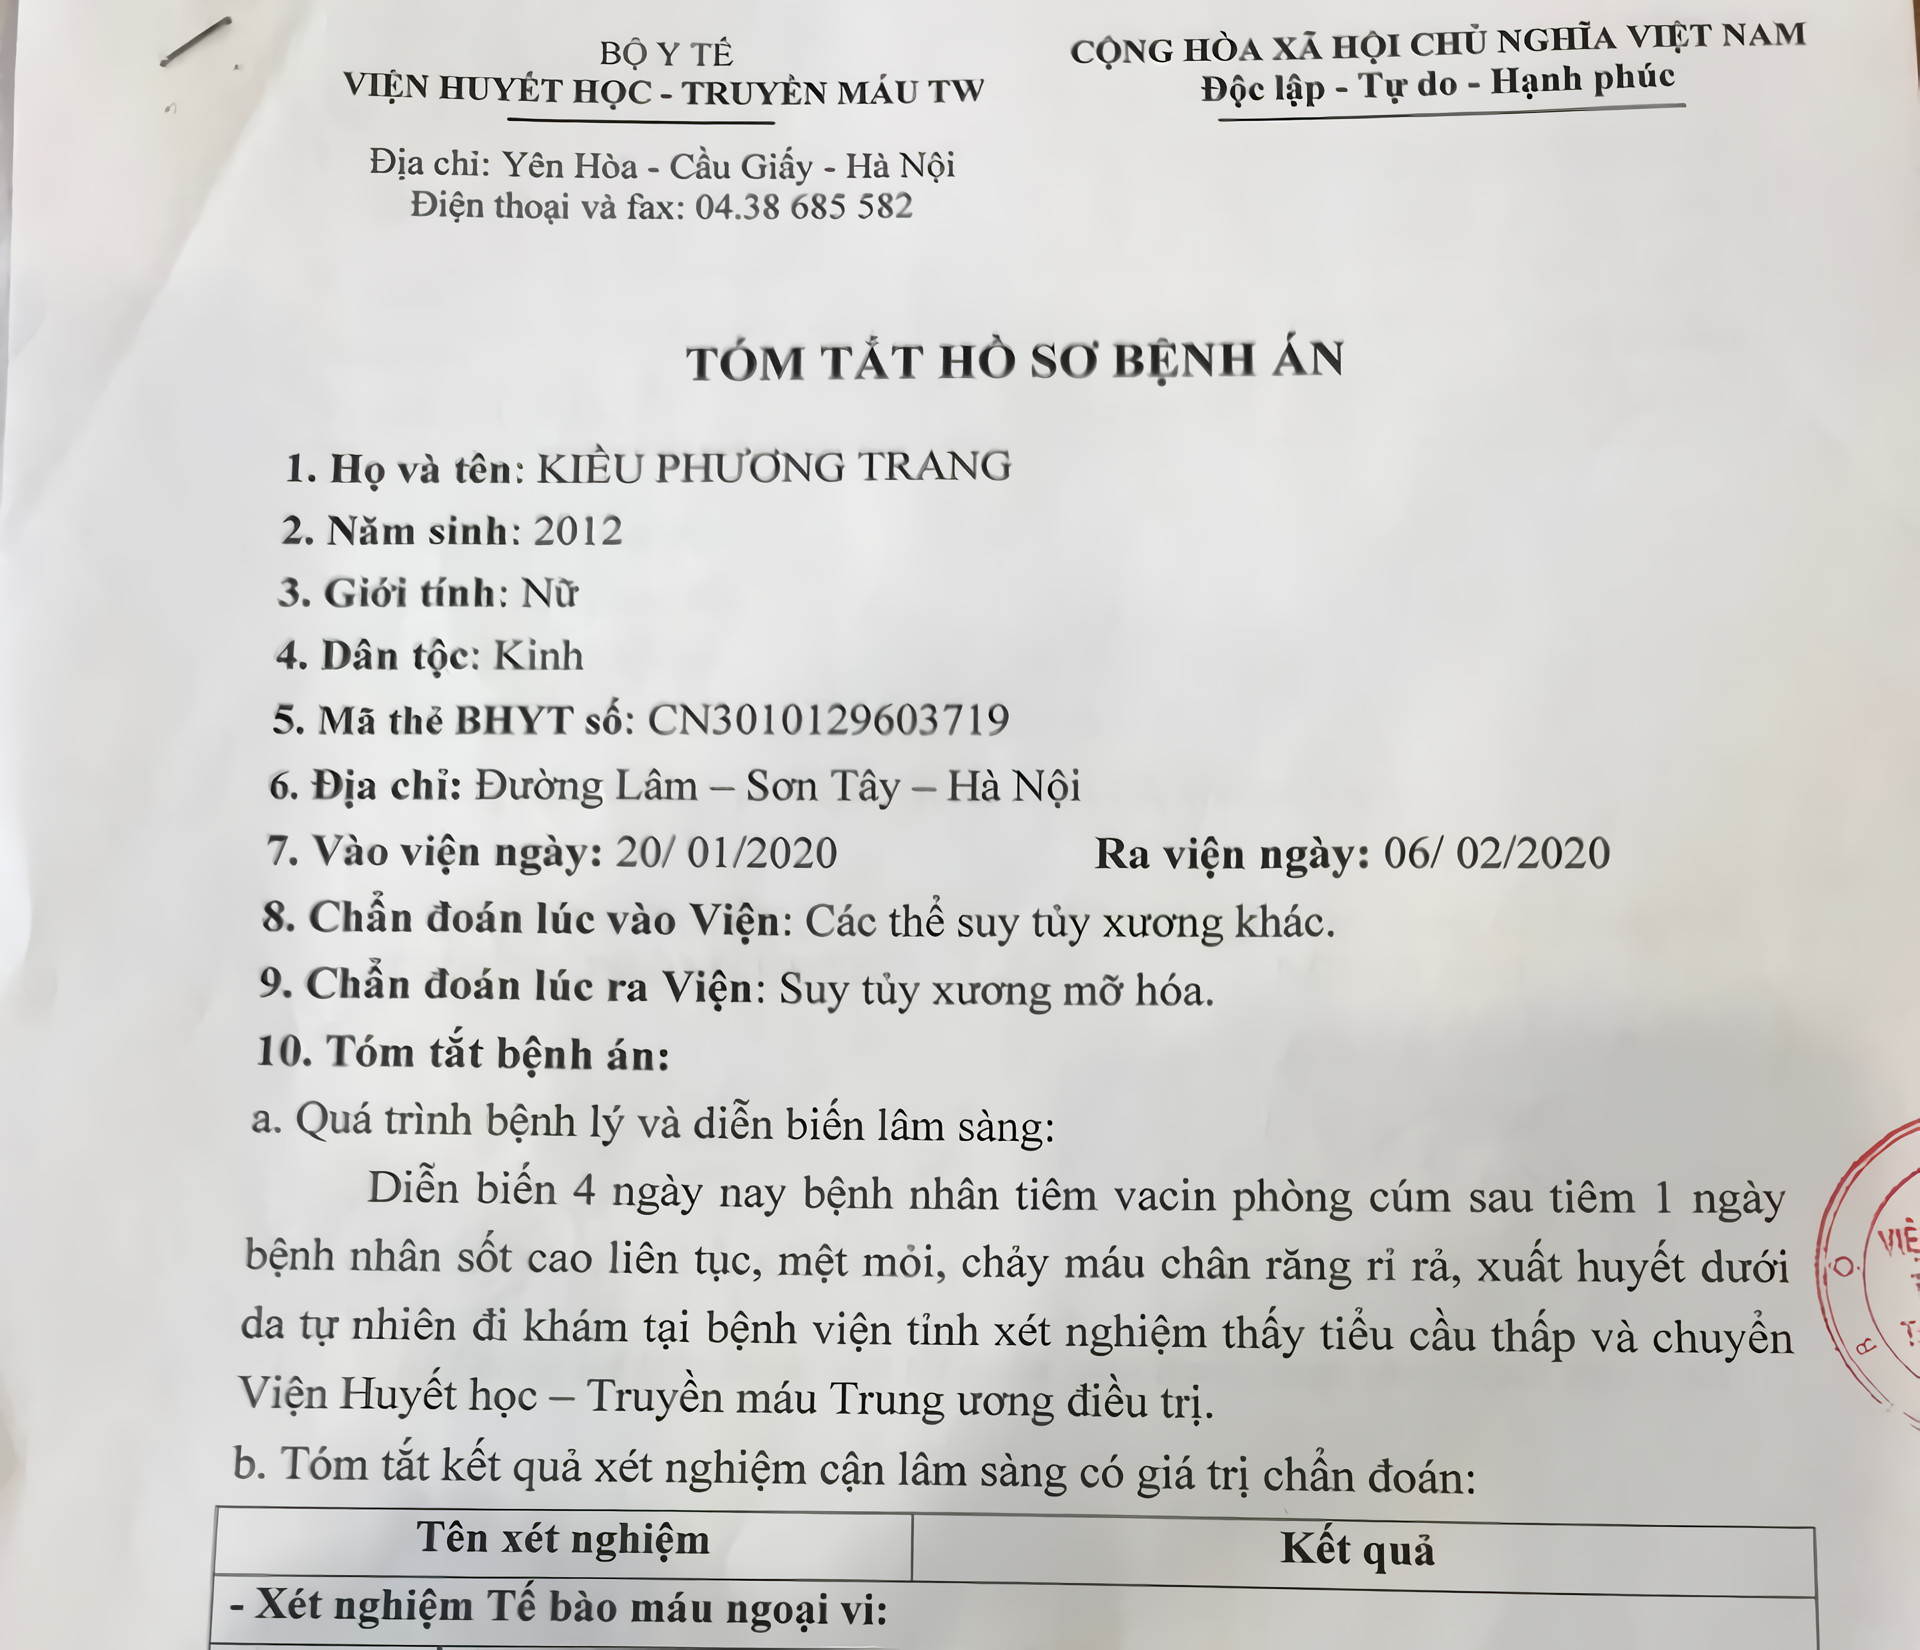 BỘ Y TẾ
VIỆN HUYẾT HỌC - TRUYỀN MÁU TW
Địa chỉ: Yên Hòa - Cầu Giấy - Hà Nội
Điện thoại và fax: 04.38 685 582
CỘNG HÒA XÃ HỘI CHỦ NGHĨA VIỆT NAM
Độc lập - Tự do - Hạnh phúc
TÓM TẮT HỒ SƠ BỆNH ÁN
1. Họ và tên: KIỀU PHƯƠNG TRANG
2. Năm sinh: 2012
3. Giới tính: Nữ
4. Dân tộc: Kinh
5. Mã thẻ BHYT số: CN3010129603719
6. Địa chỉ: Đường Lâm – Sơn Tây – Hà Nội
7. Vào viện ngày: 20/ 01/2020 Ra viện ngày: 06/ 02/2020
8. Chẩn đoán lúc vào Viện: Các thể suy tủy xương khác.
9. Chẩn đoán lúc ra Viện: Suy tủy xương mỡ hóa.
10. Tóm tắt bệnh án:
a. Quá trình bệnh lý và diễn biến lâm sàng:
Diễn biến 4 ngày nay bệnh nhân tiêm vacin phòng cúm sau tiêm 1 ngày
bệnh nhân sốt cao liên tục, mệt mỏi, chảy máu chân răng rỉ rả, xuất huyết dưới
da tự nhiên đi khám tại bệnh viện tỉnh xét nghiệm thấy tiểu cầu thấp và chuyển
Viện Huyết học – Truyền máu Trung ương điều trị.
b. Tóm tắt kết quả xét nghiệm cận lâm sàng có giá trị chẩn đoán:
Tên xét nghiệm Kết quả
- Xét nghiệm Tế bào máu ngoại vi: